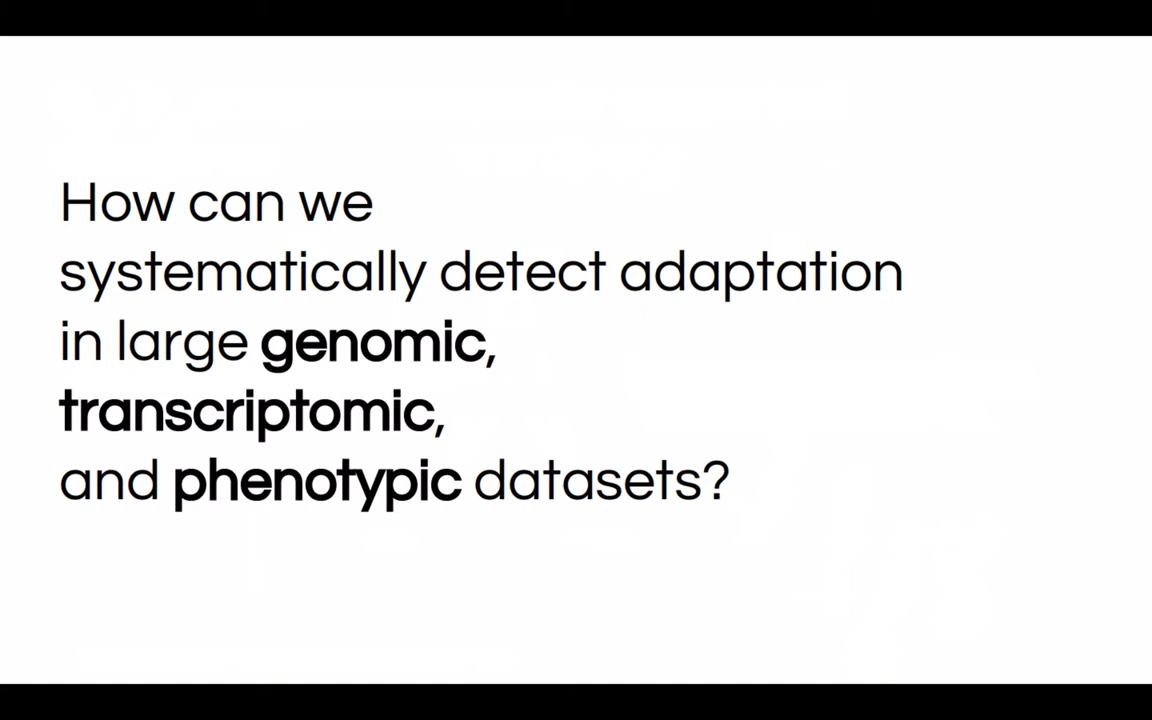 How can we
systematically detect adaptation
in large genomic,
transcriptomic,
and phenotypic datasets?